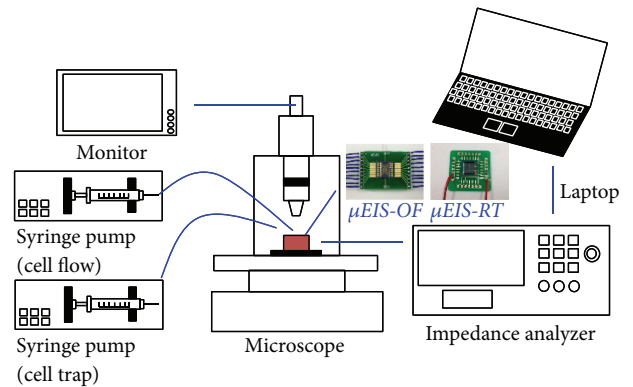 Monitor
μEIS-OF μEIS-RT
Laptop
Syringe pump
(cell flow)
Syringe pump
(cell trap)
Microscope
Impedance analyzer